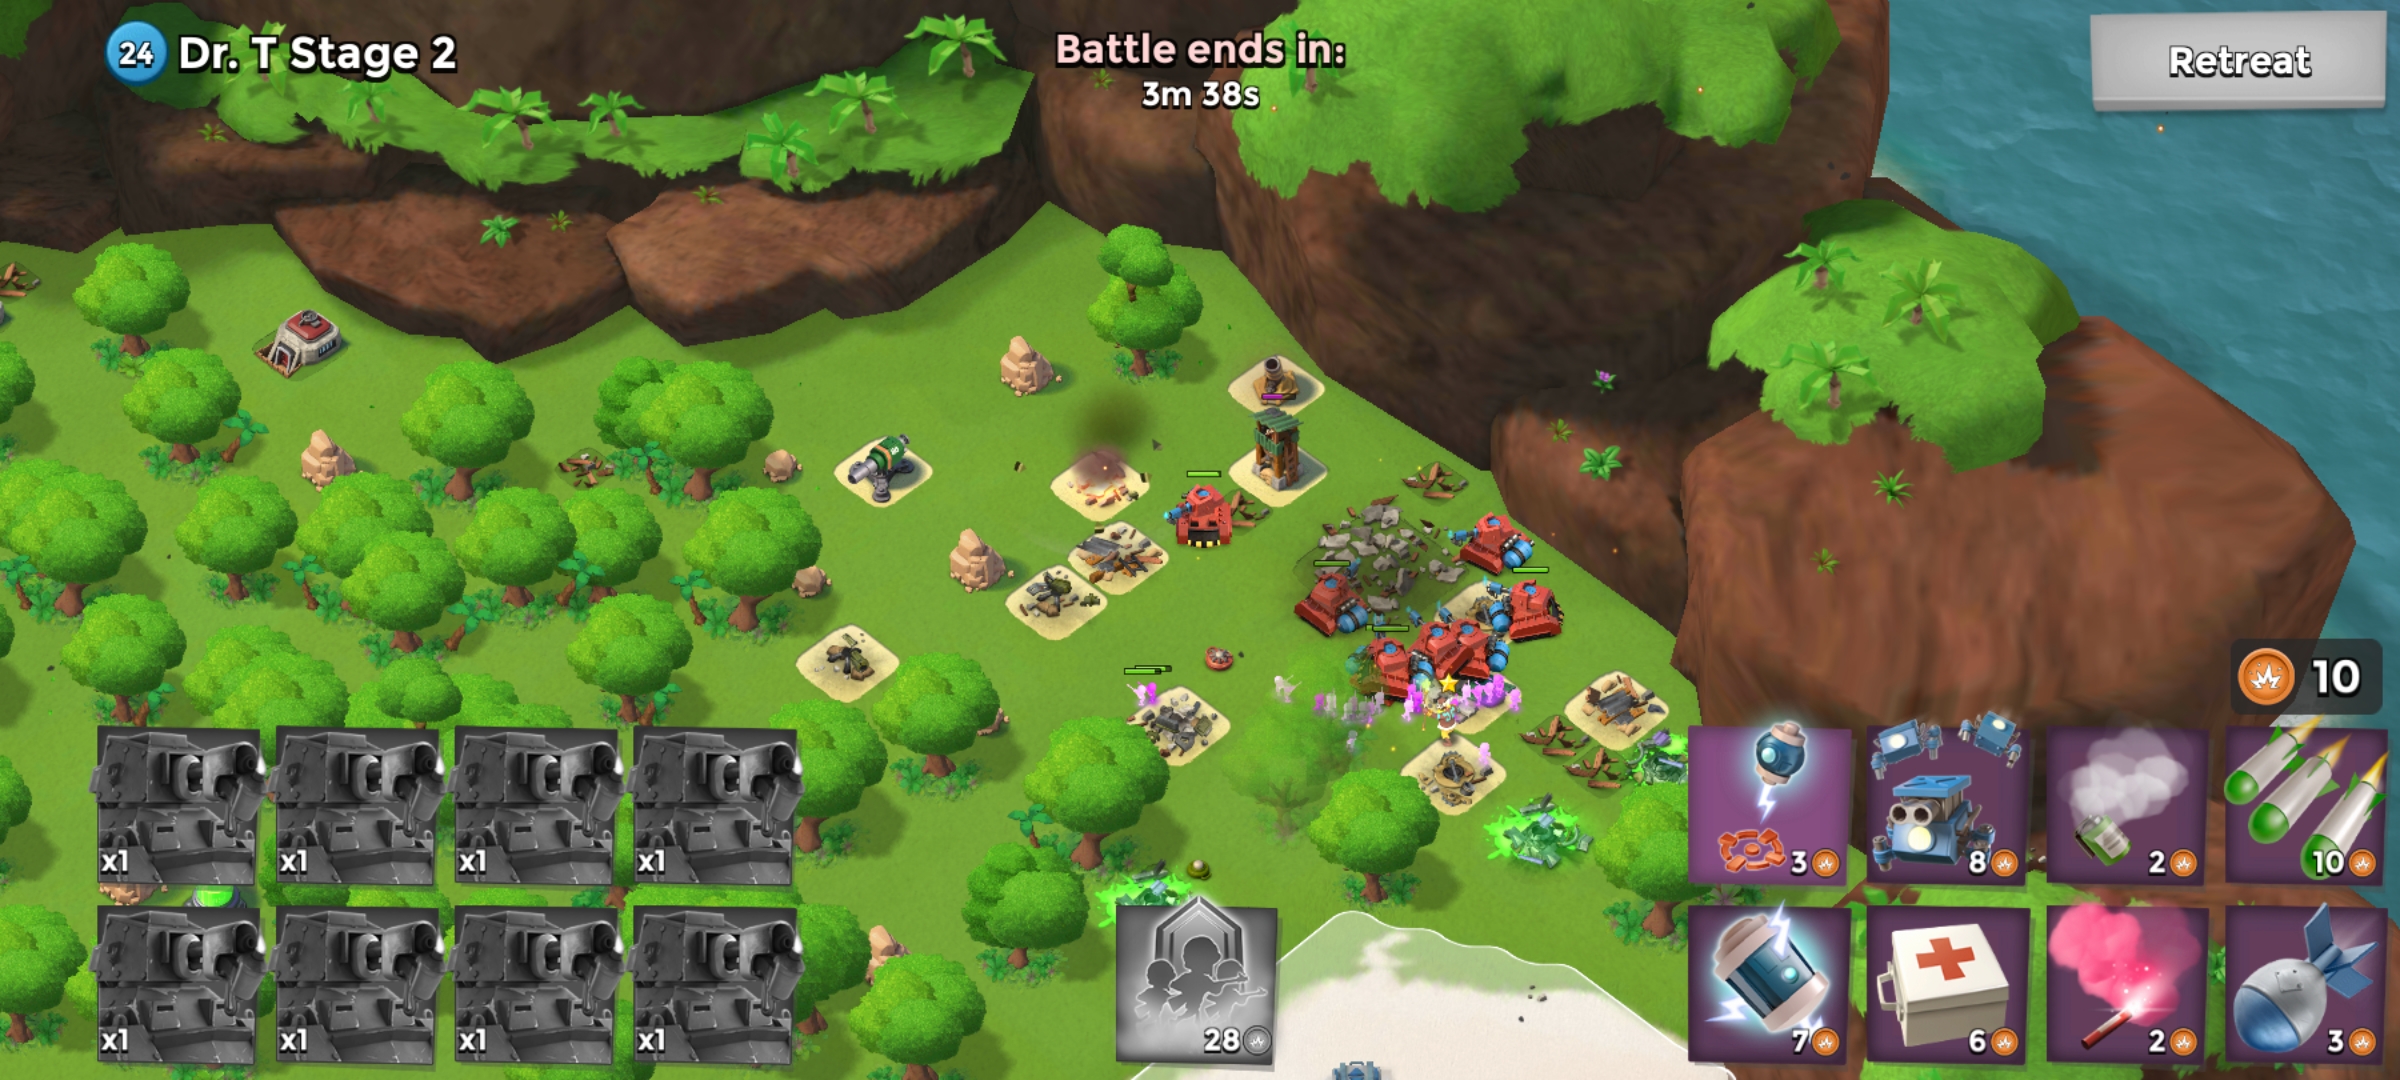 24 Dr. T Stage 2
Battle ends in:
3m 38s
Retreat
10
x1 x1 x1 x1
3 8 2 10
x1 x1 x1 x1
28
7 6 2 3